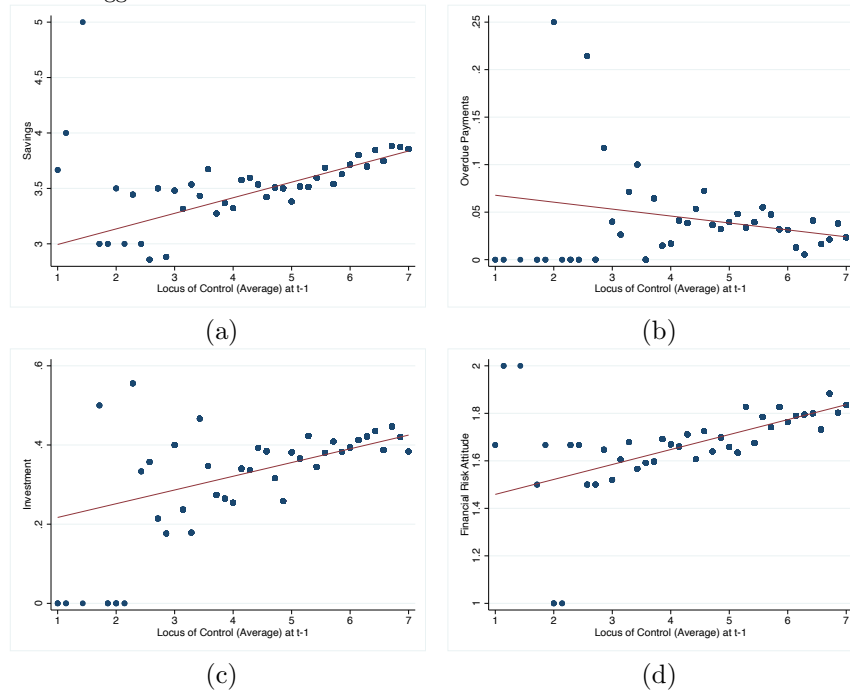 Savings
5
4.5
4
3.5
3
1 2 3 4 5 6 7
Locus of Control (Average) at t-1
(a)
Overdue Payments
.25
.2
.15
.1
.05
0
1 2 3 4 5 6 7
Locus of Control (Average) at t-1
(b)
Investment
.6
.4
.2
0
1 2 3 4 5 6 7
Locus of Control (Average) at t-1
(c)
Financial Risk Attitude
2
1.8
1.6
1.4
1.2
1
1 2 3 4 5 6 7
Locus of Control (Average) at t-1
(d)